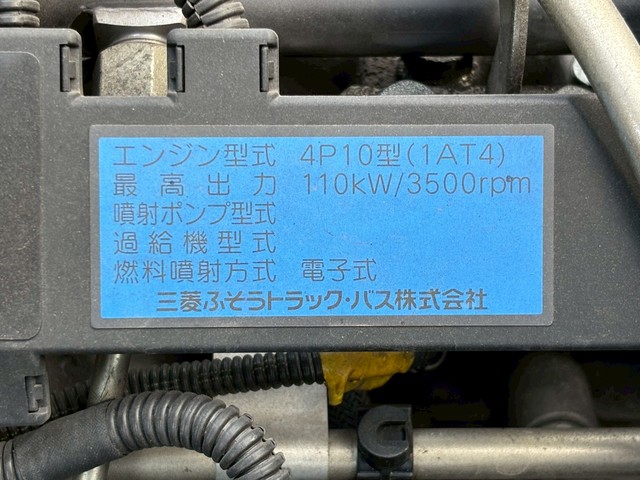 エンジン型式 4P10型(1AT4)
最高出力 110kW/3500rpm
噴射ポンプ型式
過給機型式
燃料噴射方式 電子式
三菱ふそうトラック・バス株式会社